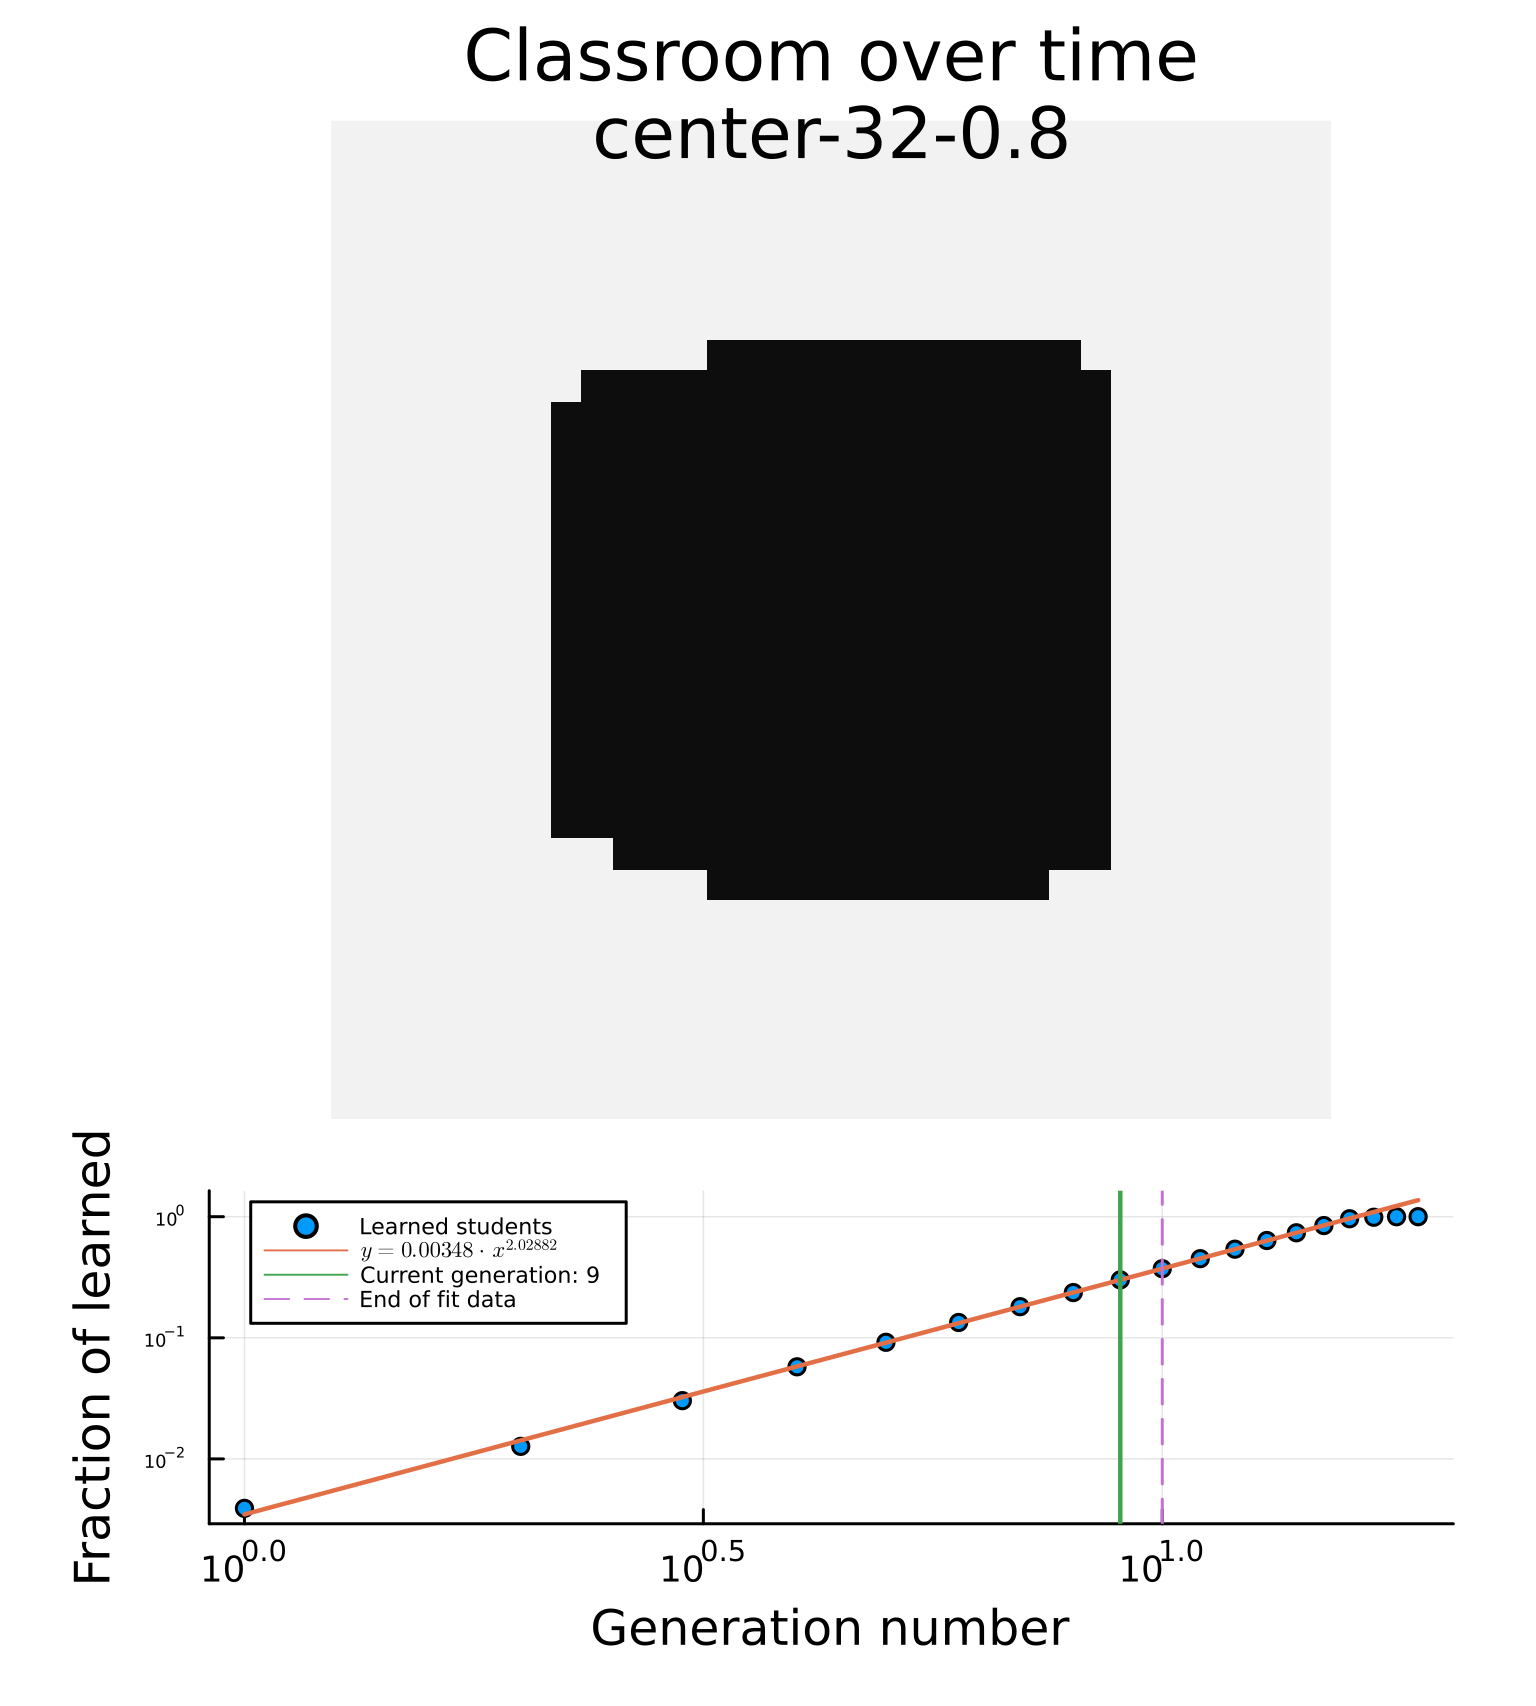 Classroom over time
center-32-0.8
Fraction of learned
10⁰
10⁻¹
10⁻²
Learned students
y = 0.00348 · x^{2.02882}
Current generation: 9
End of fit data
10^{0.0}
10^{0.5}
10^{1.0}
Generation number